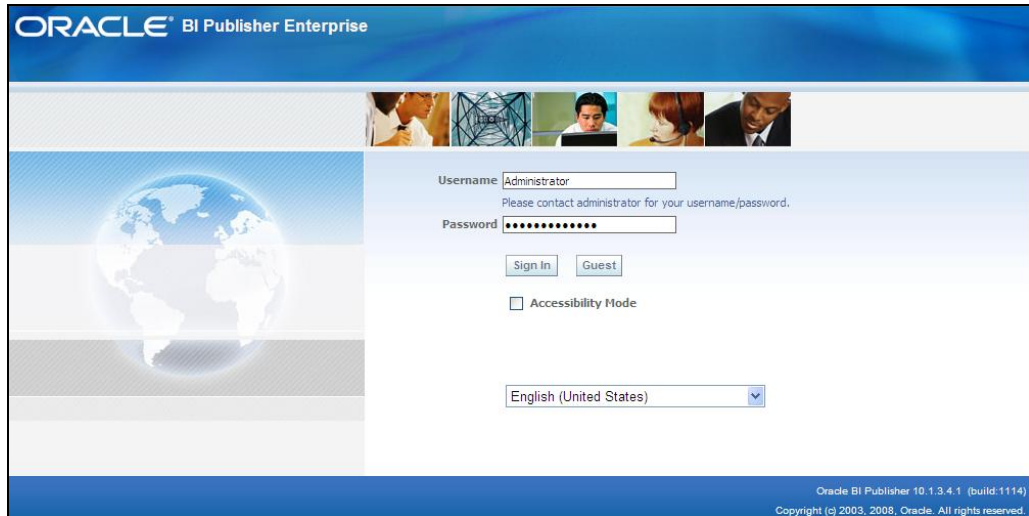 ORACLE® BI Publisher Enterprise
Username Administrator
Please contact administrator for your username/password.
Password •••••••••••••
Sign In Guest
Accessibility Mode
English (United States)
Oracle BI Publisher 10.1.3.4.1 (build:1114)
Copyright (c) 2003, 2008, Oracle. All rights reserved.